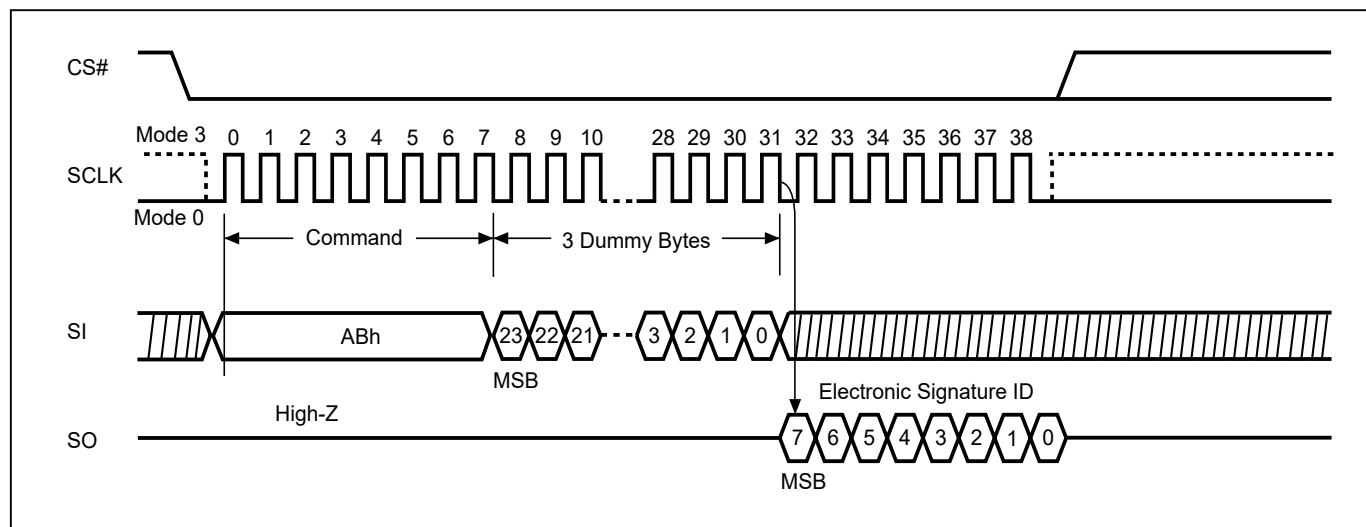 CS#
Mode 3
0 1 2 3 4 5 6 7 8 9 10 28 29 30 31 32 33 34 35 36 37 38
SCLK
Mode 0
Command
3 Dummy Bytes
SI
ABh
23 22 21 3 2 1 0
MSB
Electronic Signature ID
High-Z
SO
7 6 5 4 3 2 1 0
MSB